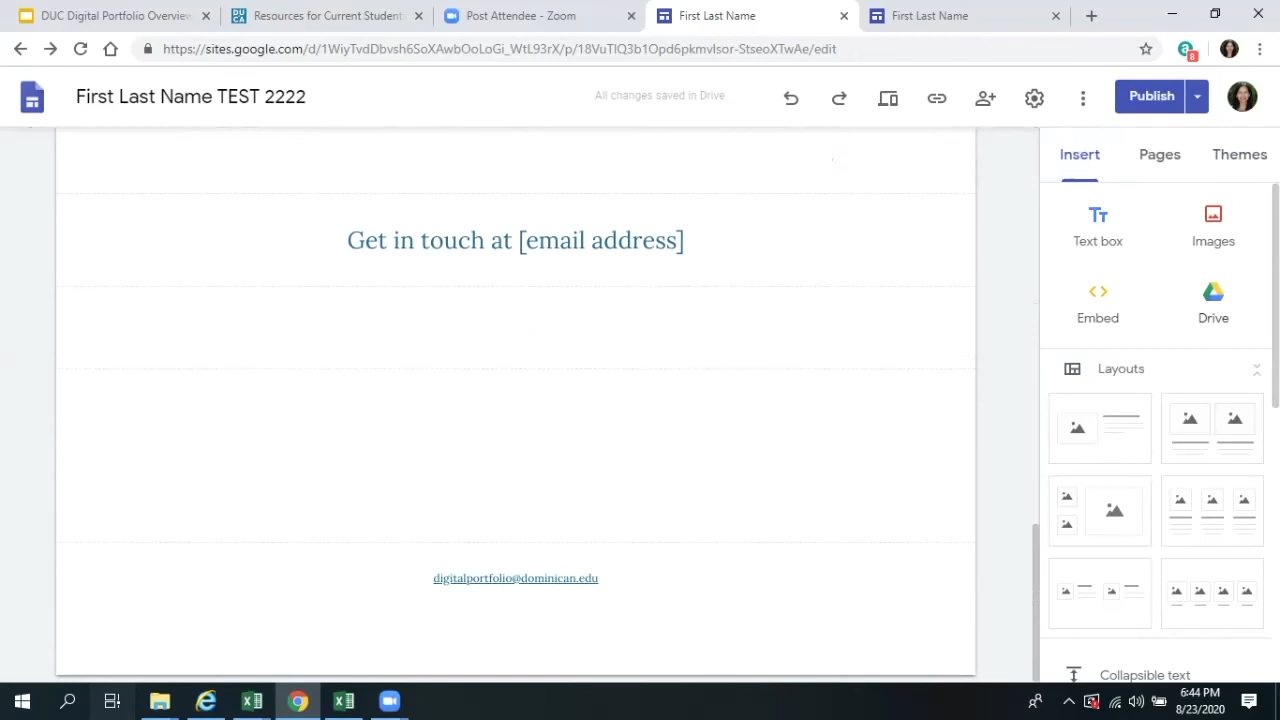 DUC Digital Portfolio Overview
Resources for Current Student
Post Attendee - Zoom
First Last Name
First Last Name
https://sites.google.com/d/1WiyTvdDbvsh6SoXAwbOoLoGi_WtL93rX/p/18VuTlQ3b1Opd6pkmvlsor-StseoXTwAe/edit
8
First Last Name TEST 2222
All changes saved in Drive
Publish
Insert
Pages
Themes
Get in touch at [email address]
Text box
Images
Embed
Drive
Layouts
digitalportfolio@dominican.edu
Collapsible text
6:44 PM
8/23/2020